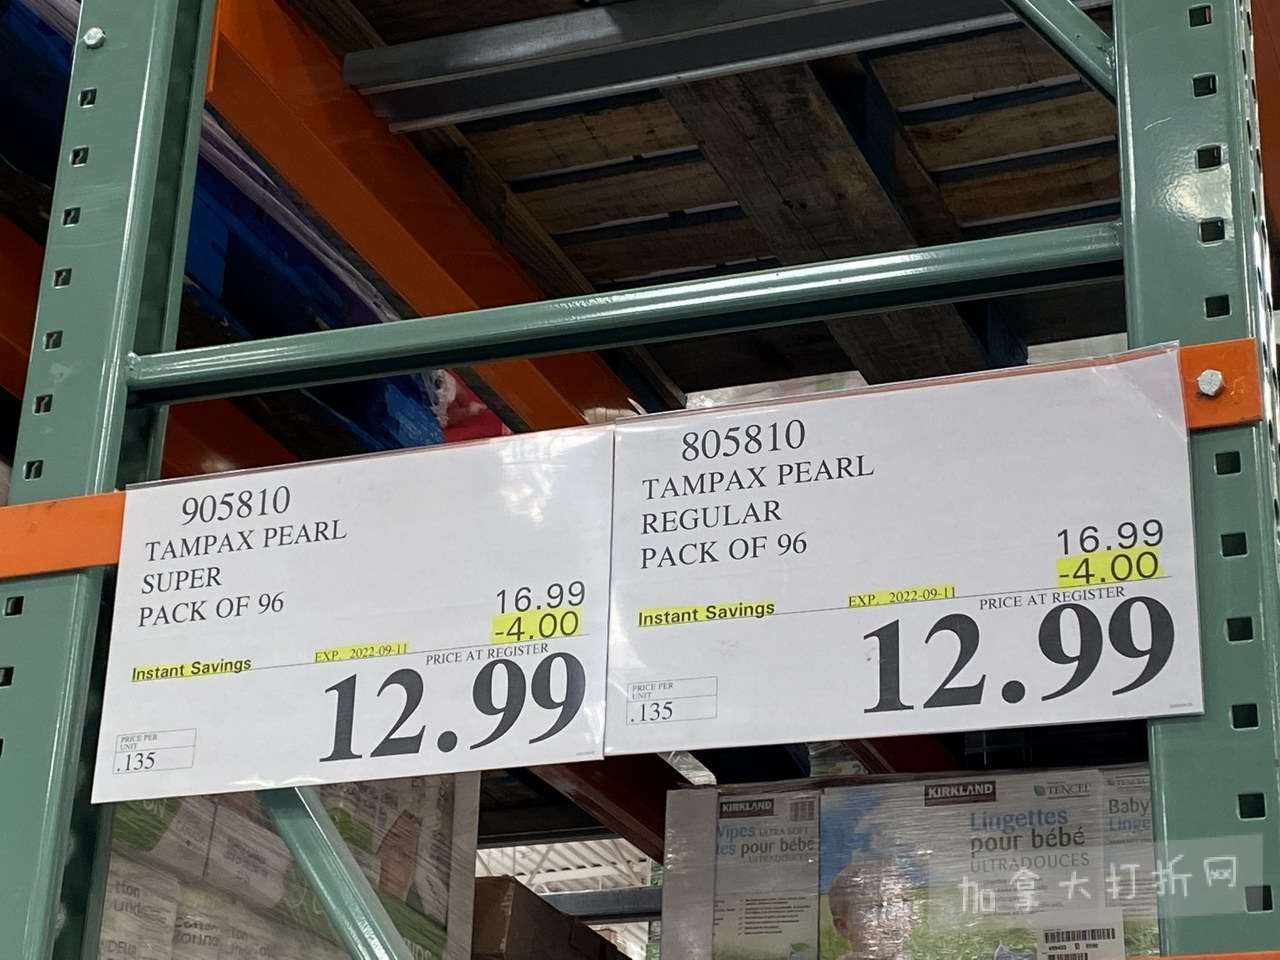 905810
TAMPAX PEARL
SUPER
PACK OF 96
16.99
-4.00
Instant Savings
EXP. 2022-09-11
PRICE AT REGISTER
12.99
PRICE PER
UNIT
.135
805810
TAMPAX PEARL
REGULAR
PACK OF 96
16.99
-4.00
Instant Savings
EXP. 2022-09-11
PRICE AT REGISTER
12.99
PRICE PER
UNIT
.135
KIRKLAND
Wipes ULTRA SOFT
pour bébé
ULTRADOUCES
KIRKLAND
TENCEL
Lingettes
pour bébé
ULTRADOUCES
Baby
加拿大打折网